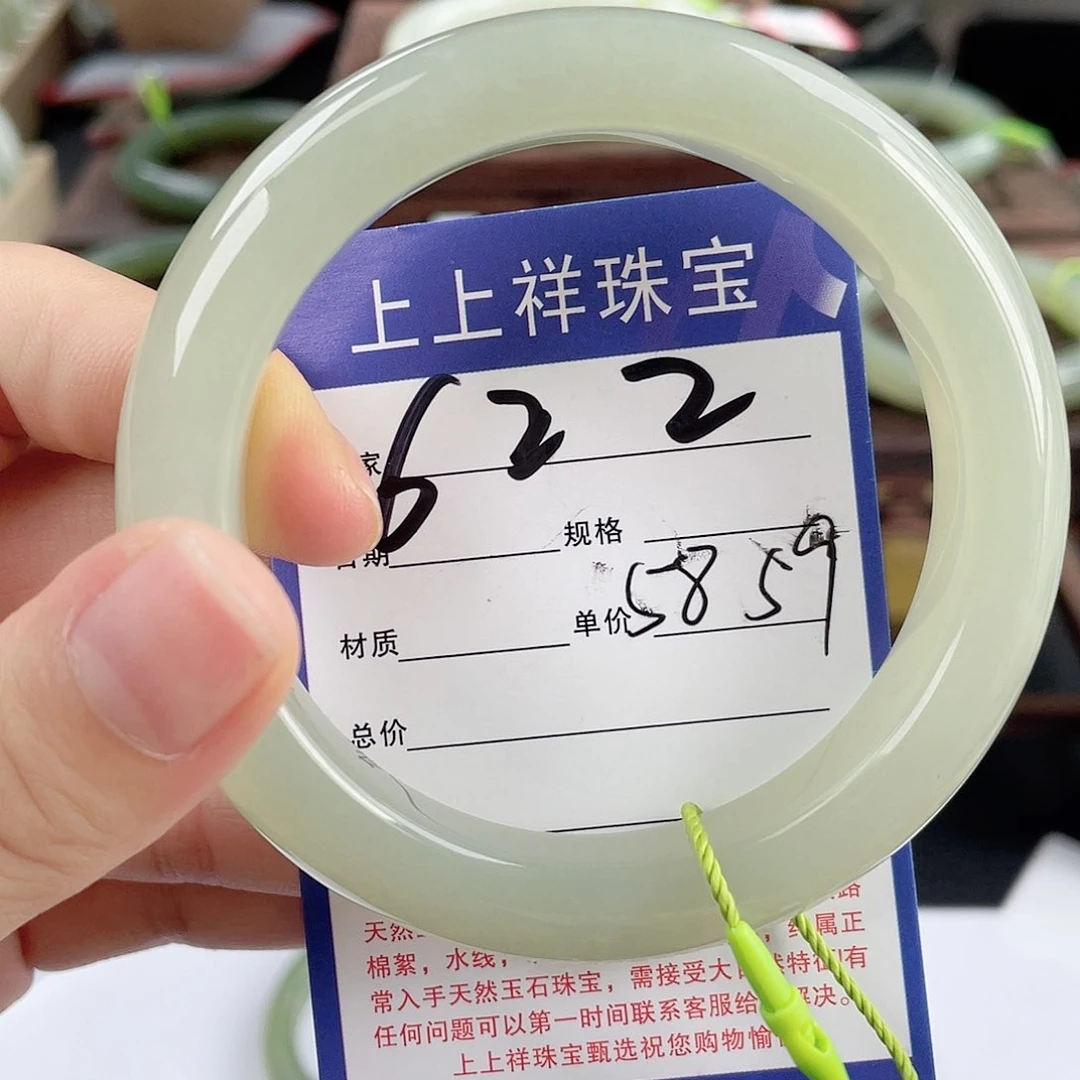 上上祥珠宝
家 622
日期 规格
材质 单价 5859
总价
天然
棉絮，水线， 属正
常入手天然玉石珠宝，需接受大 特 有
任何问题可以第一时间联系客服给 解决。
上上祥珠宝甄选祝您购物愉